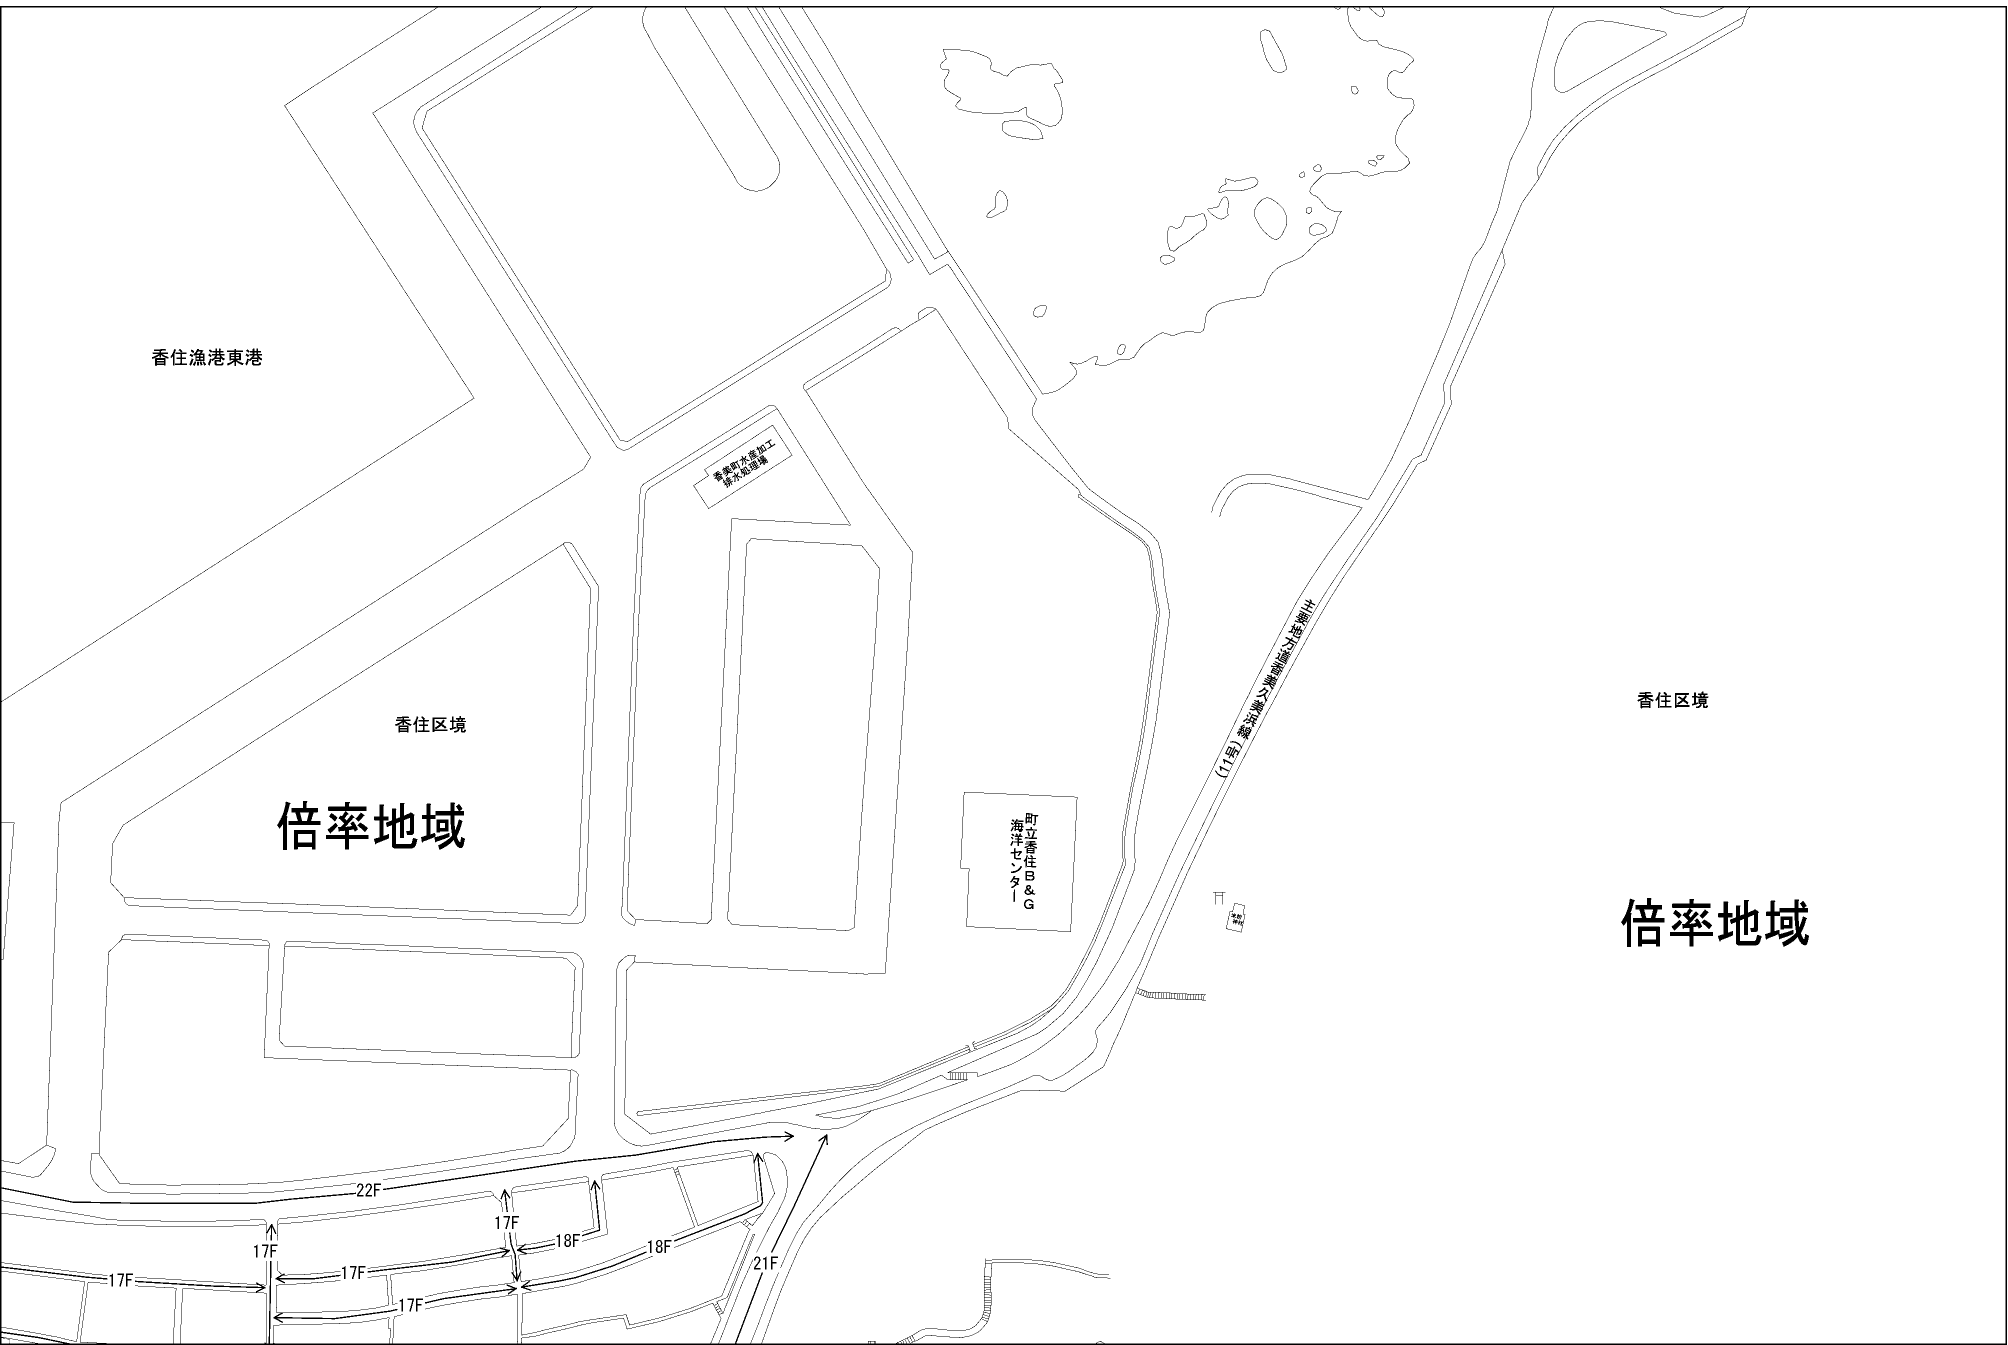 香住漁港東港
香美町水産加工
排水処理場
主要地方道香美久美浜線
(11号)
香住区境
倍率地域
香住区境
倍率地域
町立香住B&G
海洋センター
22F
17F
18F
17F
18F
17F
17F
17F
21F